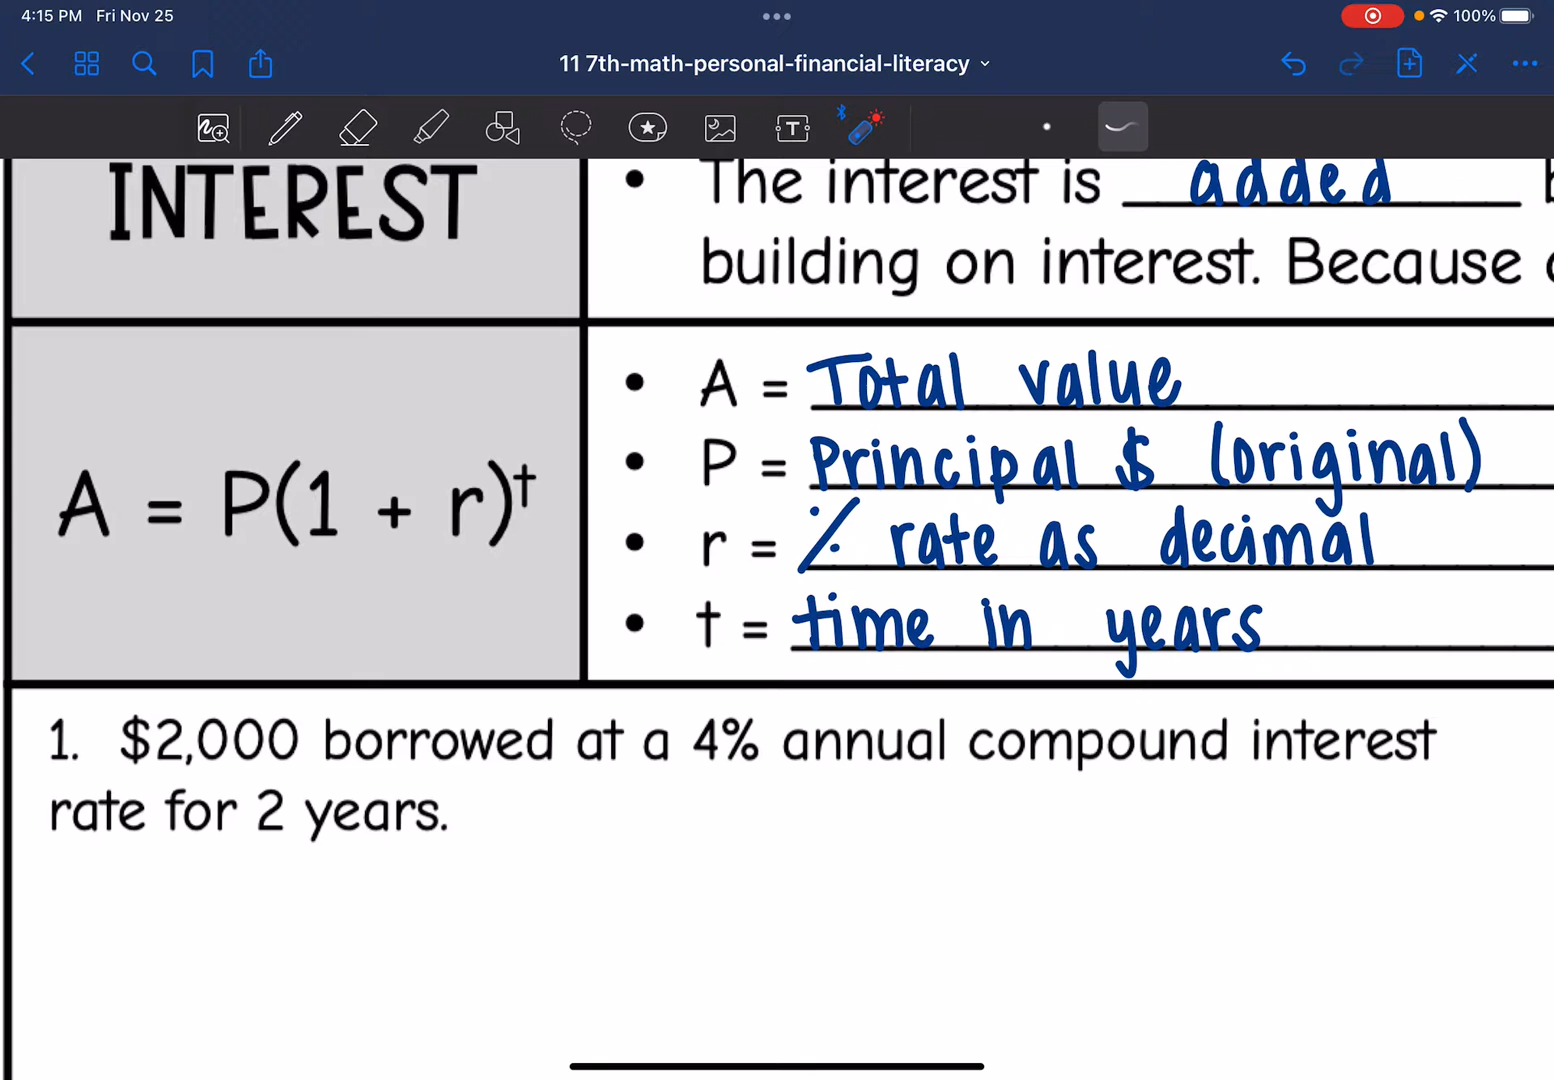 4:15 PM Fri Nov 25
100%
11 7th-math-personal-financial-literacy
T
INTEREST
• The interest is added
building on interest. Because
A = P(1 + r)^t
• A = Total value
• P = Principal $ (original)
• r = % rate as decimal
• t = time in years
1. $2,000 borrowed at a 4% annual compound interest
rate for 2 years.